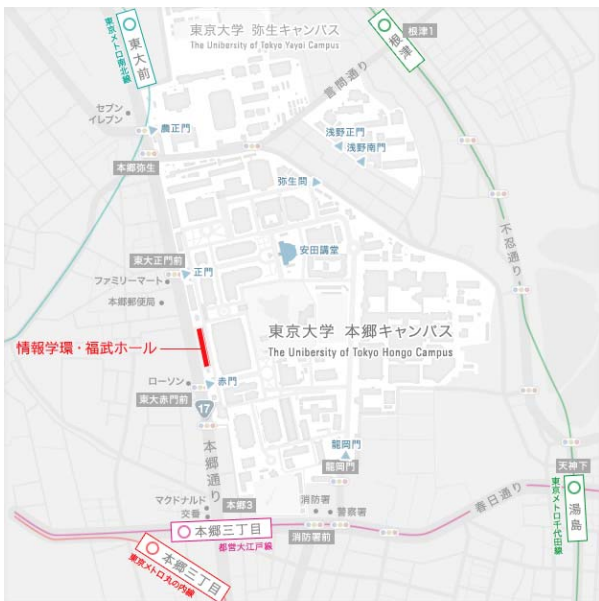 東京大学 弥生キャンパス
The University of Tokyo Yayoi Campus
根津1
根津
東大前
東京メトロ南北線
言問通り
セブン
イレブン
農正門
浅野正門
浅野南門
本郷弥生
弥生門
不忍通り
安田講堂
東大正門前
正門
ファミリーマート
本郷郵便局
東京大学 本郷キャンパス
The University of Tokyo Hongo Campus
情報学環・福武ホール
ローソン
赤門
東大赤門前
17
本郷通り
龍岡門
龍岡門
天神下
湯島
東京メトロ千代田線
春日通り
マクドナルド
本郷3
交番
消防署
警察署
本郷三丁目
都営大江戸線
消防署前
本郷三丁目
東京メトロ丸の内線